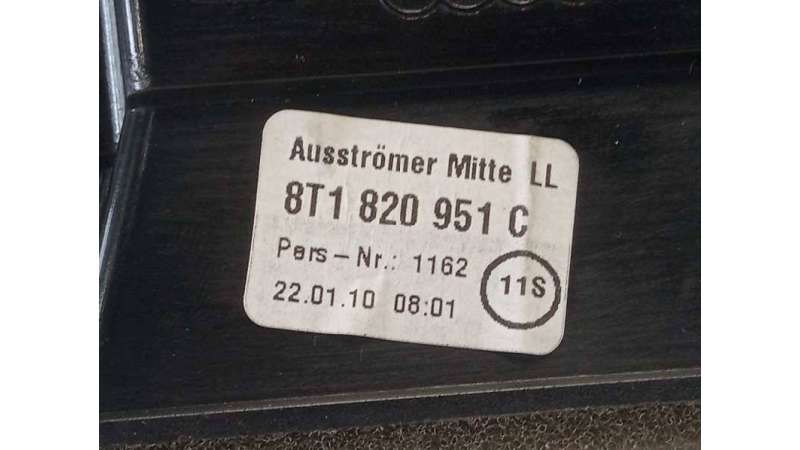 Ausströmer Mitte LL
8T1 820 951 C
Pers-Nr.: 1162
11S
22.01.10 08:01